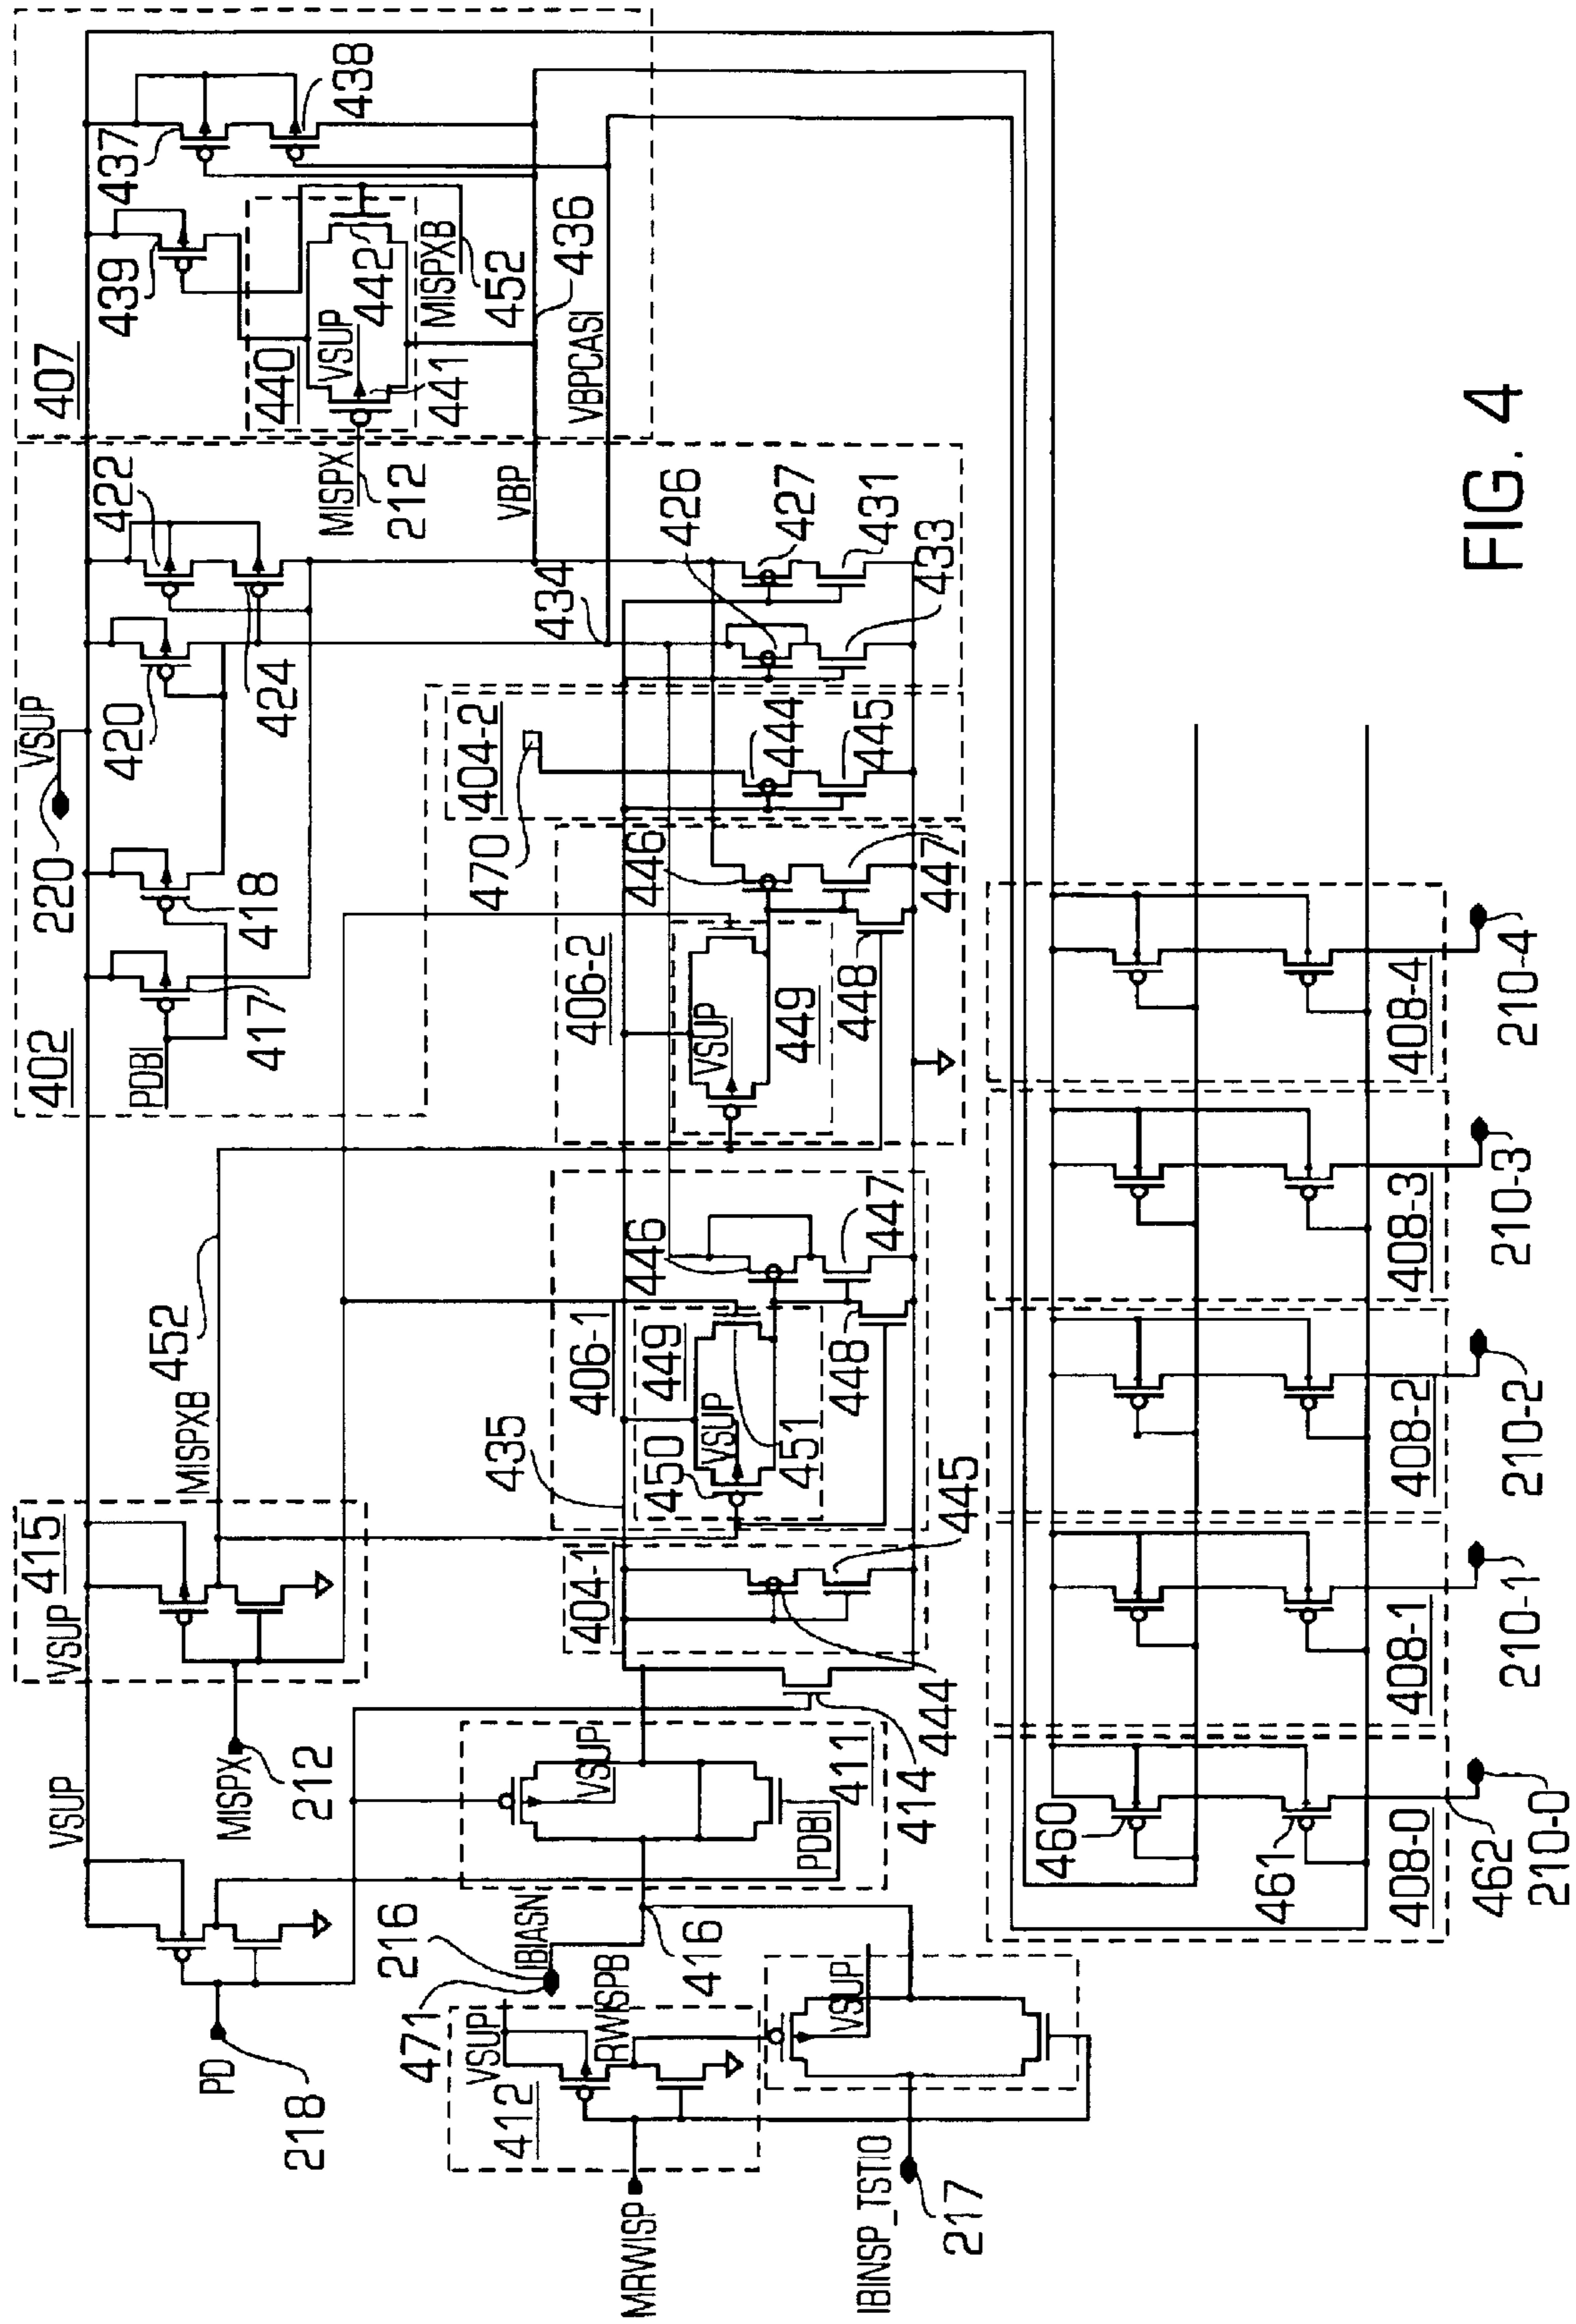 407
437
438
439
440
VSUP
441
442
MISPXB
452
436
VBPCASI
MISPX
212
VBP
422
420
424
VSUP
220
418
417
402
PDBI
434
426
427
431
433
404-2
444
445
470
446
447
406-2
VSUP
449
448
452
MISPXB
435
406-1
446
447
449
VSUP
450
451
448
445
404-1
444
415
VSUP
MISPX
212
VSUP
VSUP
411
PDBI
414
PD
218
216
471
IBIASN
416
VSUP
RWISPB
412
VSUP
MRWISP
IBINSP_TSTIO
217
408-4
210-4
408-3
210-3
408-2
210-2
408-1
210-1
460
461
408-0
462
210-0
FIG. 4